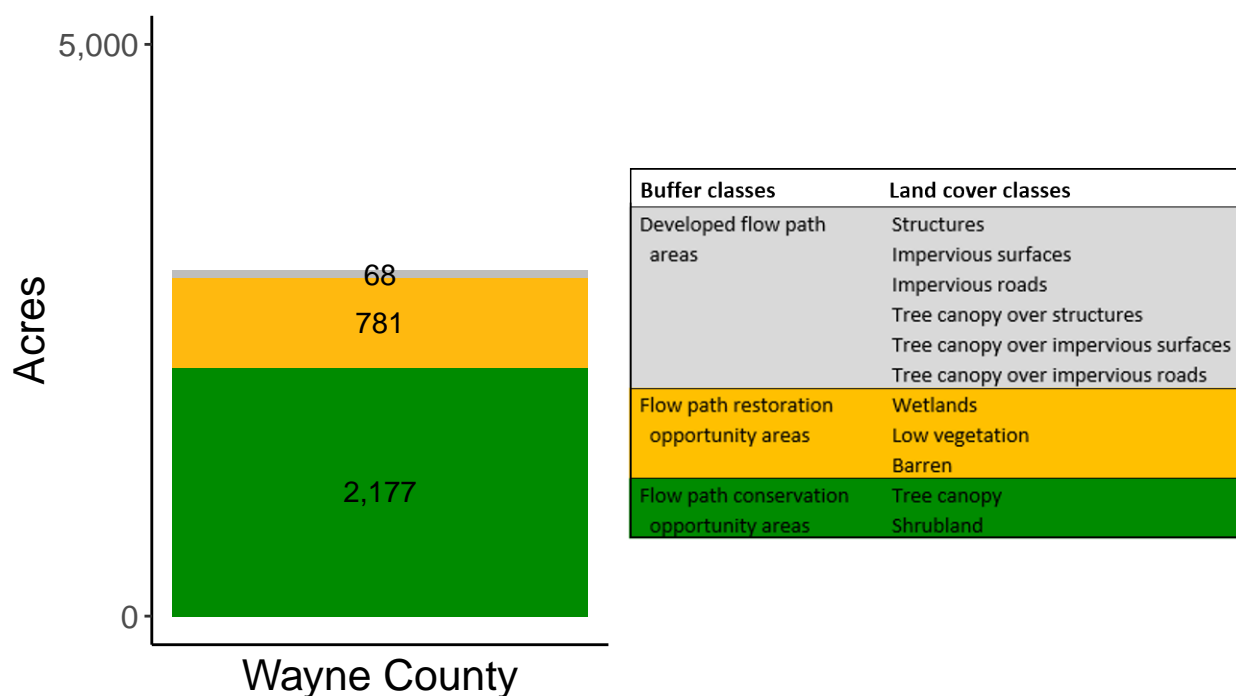 5,000
68
781
2,177
0
Acres
Wayne County
Buffer classes Land cover classes
Developed flow path Structures
areas Impervious surfaces
Impervious roads
Tree canopy over structures
Tree canopy over impervious surfaces
Tree canopy over impervious roads
Flow path restoration Wetlands
opportunity areas Low vegetation
Barren
Flow path conservation Tree canopy
opportunity areas Shrubland